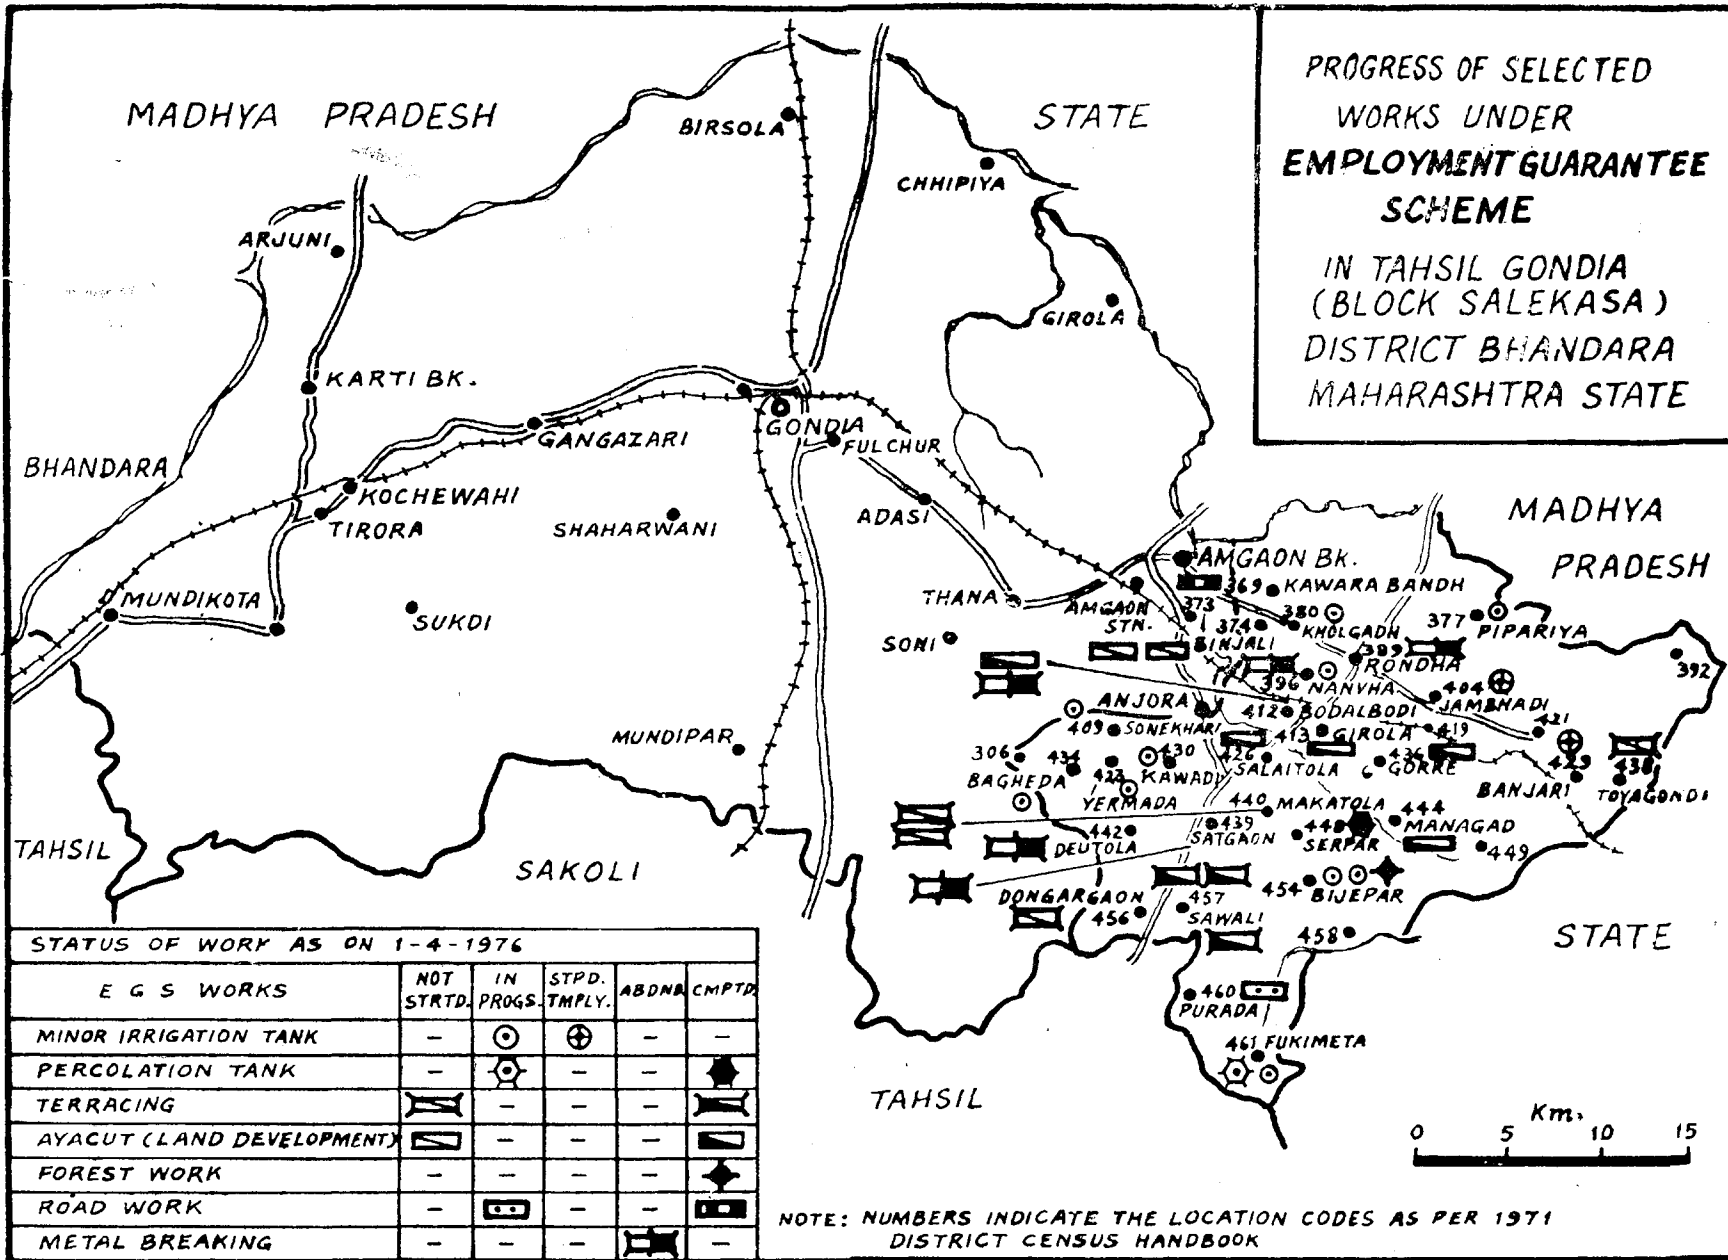 PROGRESS OF SELECTED
WORKS UNDER
EMPLOYMENT GUARANTEE
SCHEME
IN TAHSIL GONDIA
(BLOCK SALEKASA)
DISTRICT BHANDARA
MAHARASHTRA STATE
MADHYA PRADESH
STATE
BIRSOLA
CHHIPIYA
ARJUNI
GIROLA
KARTI BK.
GONDIA
GANGAZARI
FULCHUR
BHANDARA
KOCHEWAHI
TIRORA
SHAHARWANI
ADASI
MADHYA
PRADESH
AMGAON BK.
MUNDIKOTA
SUKDI
THANA
AMGAON
STN.
369 KAWARA BANDH
373
374
380
KHOLGADH
377
PIPARIYA
SONI
BINJALI
389
RONDHA
392
396 NANVHA
404
JAMBHADI
ANJORA
412 BODALBODI
421
409 SONEKHARI
413 GIROLA
419
MUNDIPAR
306
BAGHEDA
434
423
430
KAWADI
426
SALAITOLA
436
GORRE
429
BANJARI
438
TOYAGONDI
YERMADA
440 MAKATOLA
444
MANAGAD
442
DEUTOLA
439
SATGAON
448
SERPAR
449
TAHSIL
SAKOLI
DONGARGAON
456
457
SAWALI
454 BIJEPAR
458
STATE
460
PURADA
461 FUKIMETA
TAHSIL
STATUS OF WORK AS ON 1-4-1976
E G S WORKS
NOT STRTD.
IN PROGS.
STPD. TMPLY.
ABDND
CMPTD
MINOR IRRIGATION TANK – – –
PERCOLATION TANK – – –
TERRACING – – –
AYACUT (LAND DEVELOPMENT) – – –
FOREST WORK – – – –
ROAD WORK – – –
METAL BREAKING – – – –
Km.
0 5 10 15
NOTE: NUMBERS INDICATE THE LOCATION CODES AS PER 1971
DISTRICT CENSUS HANDBOOK